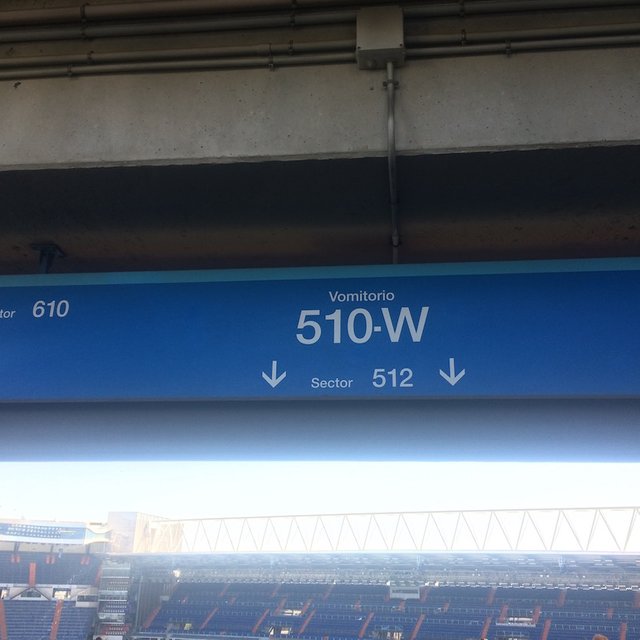 tor 610
Vomitorio
510-W
Sector 512